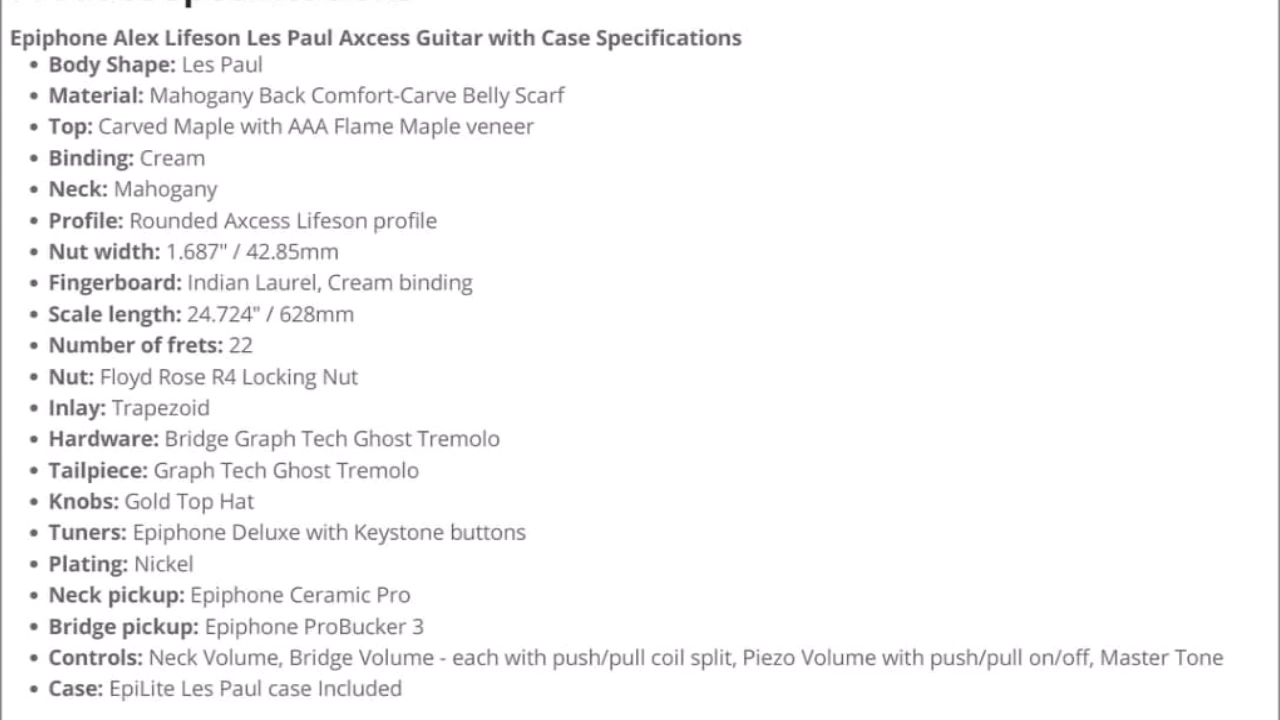 Epiphone Alex Lifeson Les Paul Axcess Guitar with Case Specifications
• Body Shape: Les Paul
• Material: Mahogany Back Comfort-Carve Belly Scarf
• Top: Carved Maple with AAA Flame Maple veneer
• Binding: Cream
• Neck: Mahogany
• Profile: Rounded Axcess Lifeson profile
• Nut width: 1.687" / 42.85mm
• Fingerboard: Indian Laurel, Cream binding
• Scale length: 24.724" / 628mm
• Number of frets: 22
• Nut: Floyd Rose R4 Locking Nut
• Inlay: Trapezoid
• Hardware: Bridge Graph Tech Ghost Tremolo
• Tailpiece: Graph Tech Ghost Tremolo
• Knobs: Gold Top Hat
• Tuners: Epiphone Deluxe with Keystone buttons
• Plating: Nickel
• Neck pickup: Epiphone Ceramic Pro
• Bridge pickup: Epiphone ProBucker 3
• Controls: Neck Volume, Bridge Volume - each with push/pull coil split, Piezo Volume with push/pull on/off, Master Tone
• Case: EpiLite Les Paul case Included